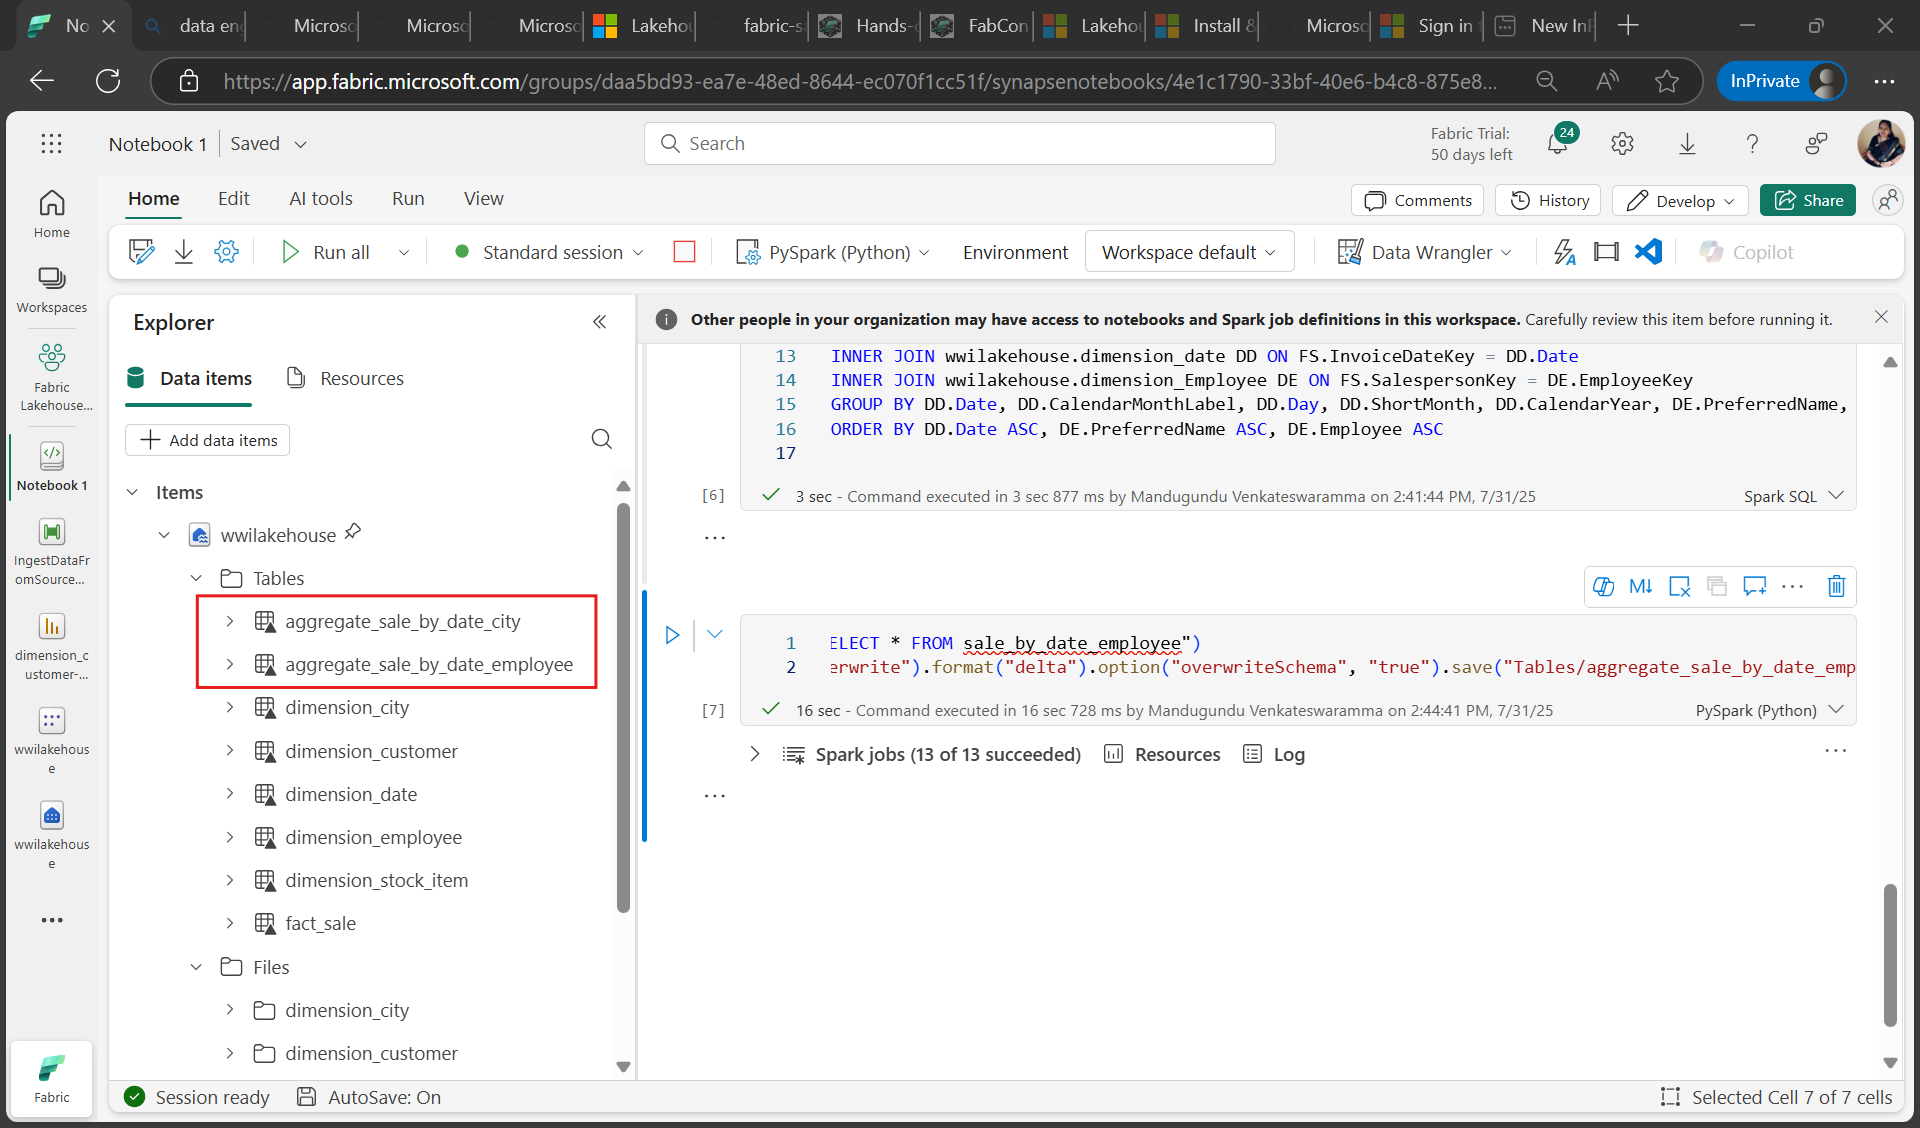 No
data en
Micros
Micros
Micros
Lakeho
fabric-s
Hands-
FabCon
Lakeho
Install &
Micros
Sign in
New In
https://app.fabric.microsoft.com/groups/daa5bd93-ea7e-48ed-8644-ec070f1cc51f/synapsenotebooks/4e1c1790-33bf-40e6-b4c8-875e8...
InPrivate
Notebook 1
Saved
Search
Fabric Trial:
50 days left
24
Home
Edit
AI tools
Run
View
Comments
History
Develop
Share
Run all
Standard session
PySpark (Python)
Environment
Workspace default
Data Wrangler
Copilot
Home
Workspaces
Fabric
Lakehouse...
Notebook 1
IngestDataFr
omSource...
dimension_c
ustomer-...
wwilakehous
e
wwilakehous
e
Fabric
Explorer
Data items
Resources
Add data items
Items
wwilakehouse
Tables
aggregate_sale_by_date_city
aggregate_sale_by_date_employee
dimension_city
dimension_customer
dimension_date
dimension_employee
dimension_stock_item
fact_sale
Files
dimension_city
dimension_customer
Other people in your organization may have access to notebooks and Spark job definitions in this workspace. Carefully review this item before running it.
13 INNER JOIN wwilakehouse.dimension_date DD ON FS.InvoiceDateKey = DD.Date
14 INNER JOIN wwilakehouse.dimension_Employee DE ON FS.SalespersonKey = DE.EmployeeKey
15 GROUP BY DD.Date, DD.CalendarMonthLabel, DD.Day, DD.ShortMonth, DD.CalendarYear, DE.PreferredName,
16 ORDER BY DD.Date ASC, DE.PreferredName ASC, DE.Employee ASC
17
[6]
3 sec - Command executed in 3 sec 877 ms by Mandugundu Venkateswaramma on 2:41:44 PM, 7/31/25
Spark SQL
M↓
1 ELECT * FROM sale_by_date_employee")
2 erwrite").format("delta").option("overwriteSchema", "true").save("Tables/aggregate_sale_by_date_emp
[7]
16 sec - Command executed in 16 sec 728 ms by Mandugundu Venkateswaramma on 2:44:41 PM, 7/31/25
PySpark (Python)
Spark jobs (13 of 13 succeeded)
Resources
Log
Session ready
AutoSave: On
Selected Cell 7 of 7 cells